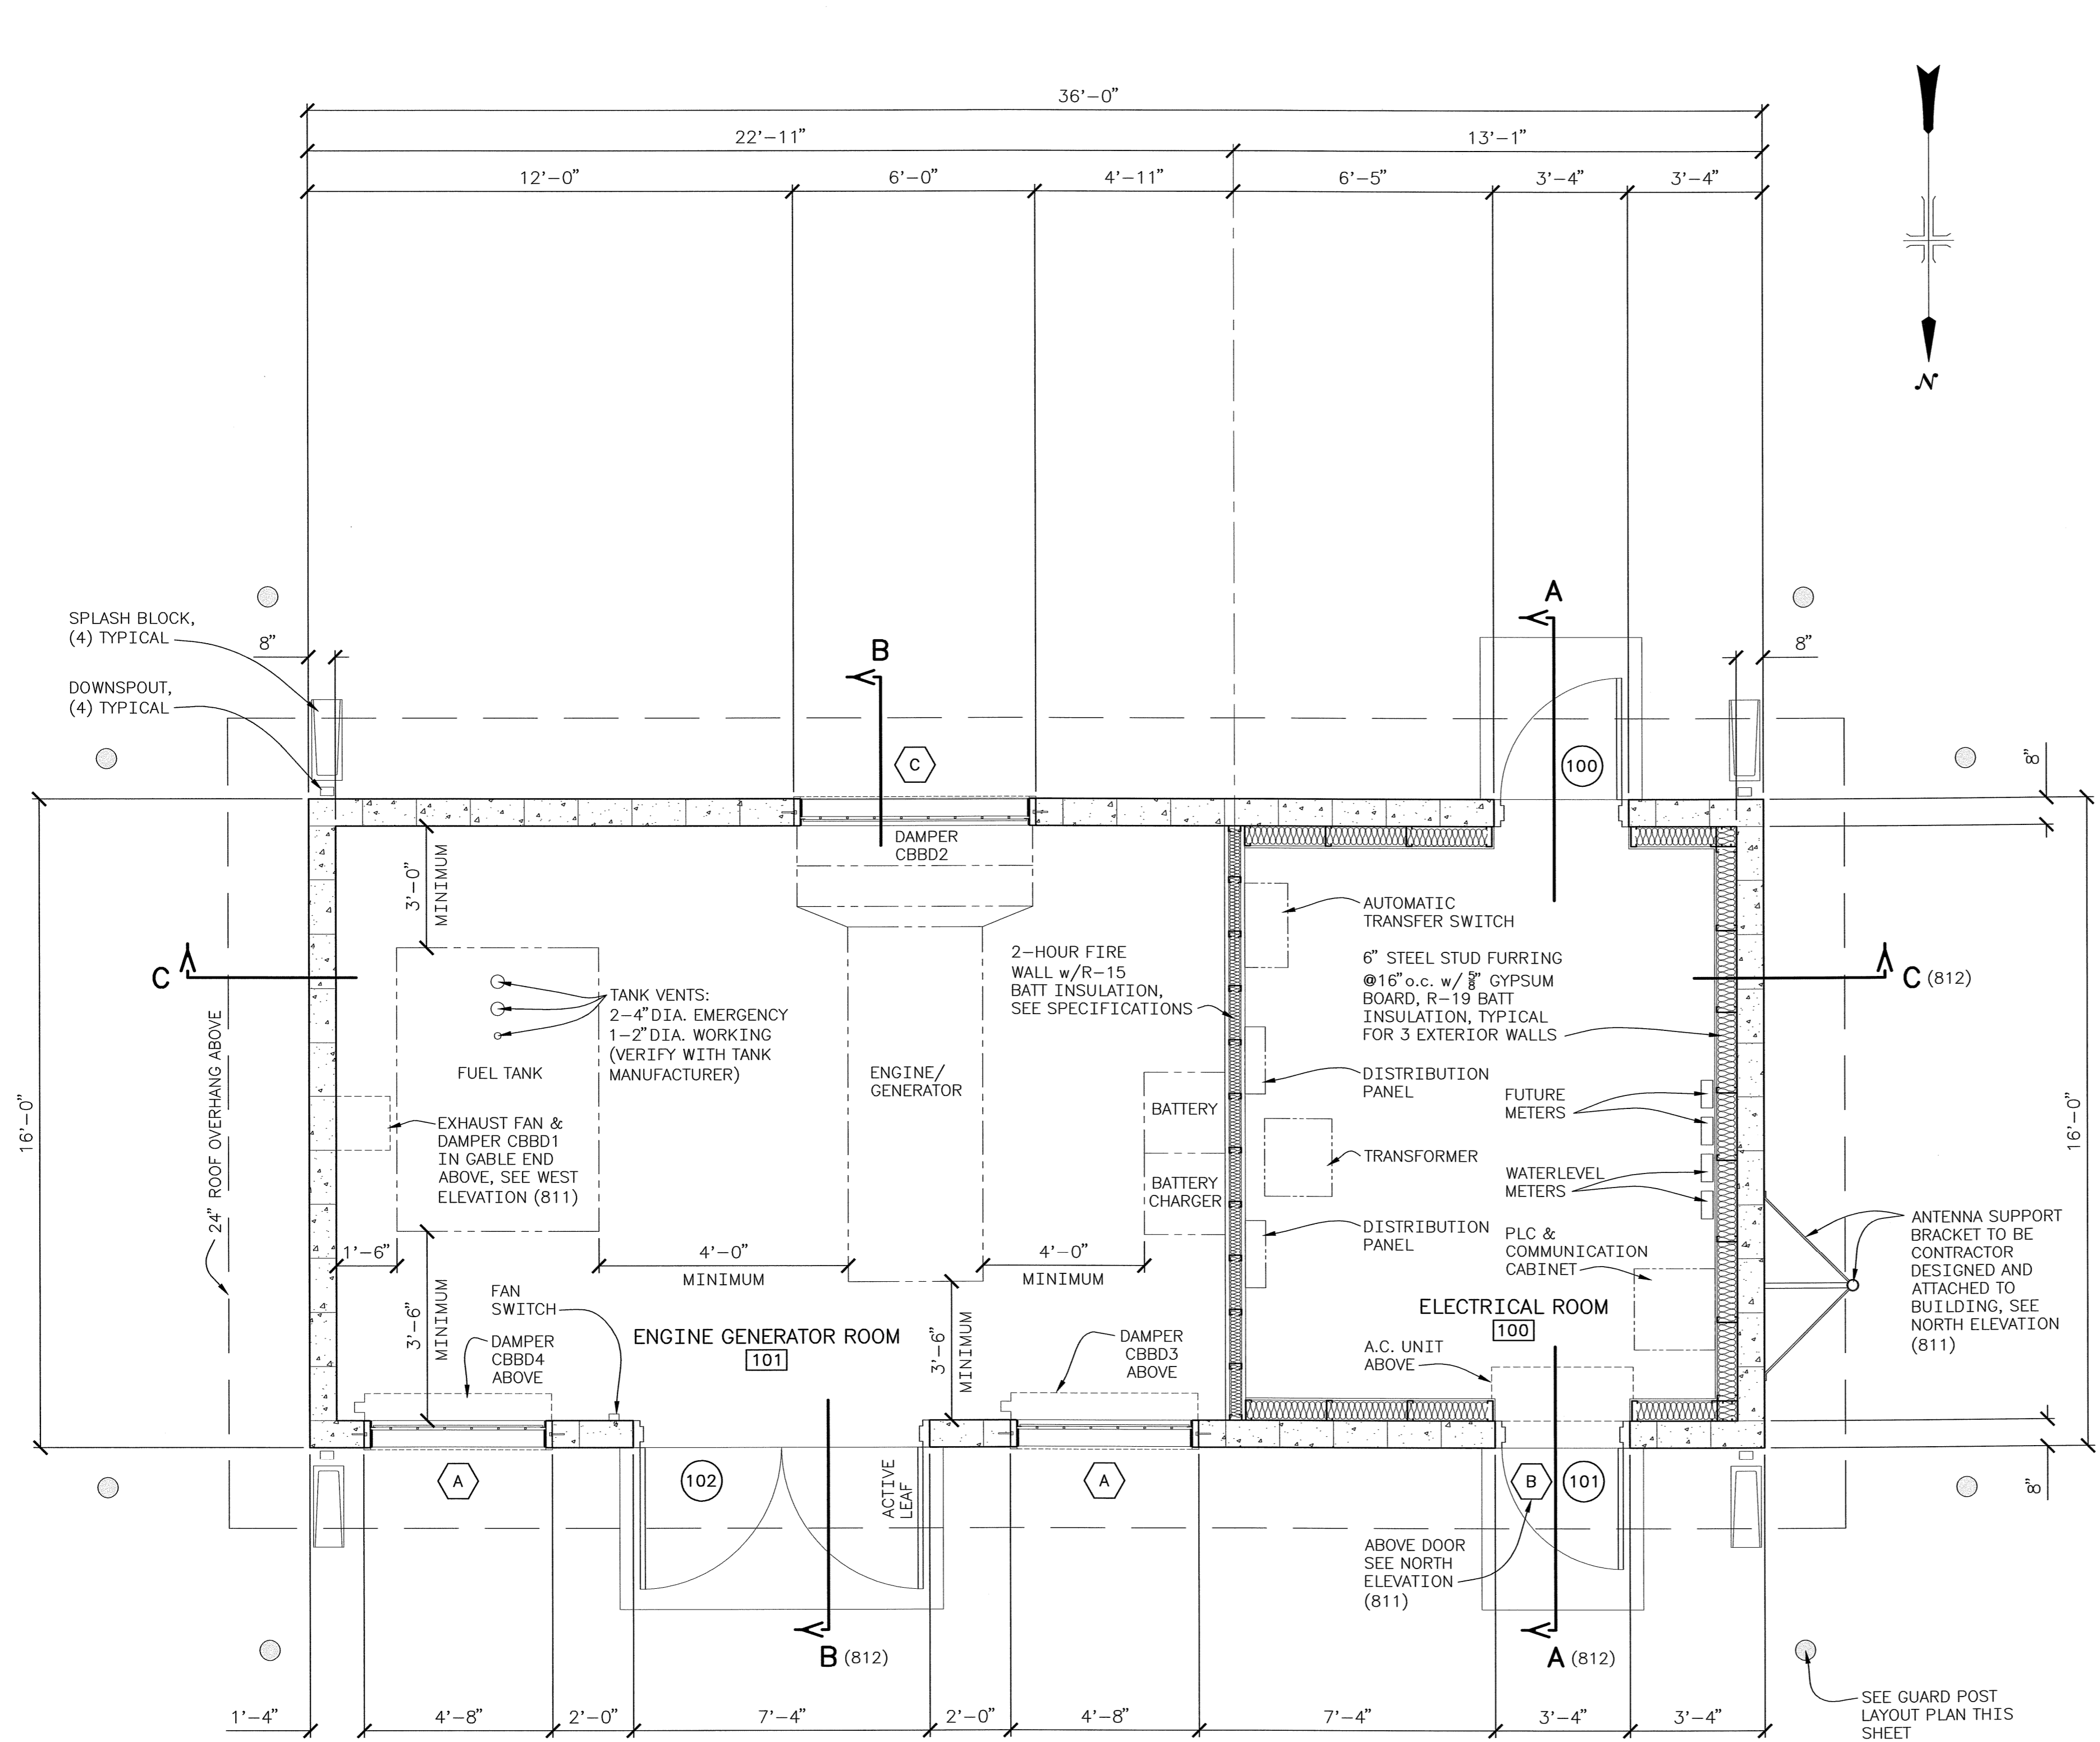 36'-0"
22'-11"
13'-1"
12'-0"
6'-0"
4'-11"
6'-5"
3'-4"
3'-4"
N
SPLASH BLOCK,
(4) TYPICAL
8"
DOWNSPOUT,
(4) TYPICAL
B
A
8"
C
100
8"
DAMPER
CBBD2
3'-0"
MINIMUM
AUTOMATIC
TRANSFER SWITCH
2-HOUR FIRE
WALL w/R-15
BATT INSULATION,
SEE SPECIFICATIONS
6" STEEL STUD FURRING
@16"o.c. w/ 5/8" GYPSUM
BOARD, R-19 BATT
INSULATION, TYPICAL
FOR 3 EXTERIOR WALLS
C
C (812)
TANK VENTS:
2-4"DIA. EMERGENCY
1-2"DIA. WORKING
(VERIFY WITH TANK
MANUFACTURER)
FUEL TANK
ENGINE/
GENERATOR
DISTRIBUTION
PANEL
FUTURE
METERS
BATTERY
EXHAUST FAN &
DAMPER CBBD1
IN GABLE END
ABOVE, SEE WEST
ELEVATION (811)
24" ROOF OVERHANG ABOVE
16'-0"
16'-0"
TRANSFORMER
WATERLEVEL
METERS
BATTERY
CHARGER
DISTRIBUTION
PANEL
PLC &
COMMUNICATION
CABINET
ANTENNA SUPPORT
BRACKET TO BE
CONTRACTOR
DESIGNED AND
ATTACHED TO
BUILDING, SEE
NORTH ELEVATION
(811)
1'-6"
4'-0"
MINIMUM
4'-0"
MINIMUM
FAN
SWITCH
3'-6"
MINIMUM
ENGINE GENERATOR ROOM
101
3'-6"
MINIMUM
ELECTRICAL ROOM
100
DAMPER
CBBD4
ABOVE
DAMPER
CBBD3
ABOVE
A.C. UNIT
ABOVE
A
102
ACTIVE
LEAF
A
B
101
8"
ABOVE DOOR
SEE NORTH
ELEVATION
(811)
B (812)
A (812)
SEE GUARD POST
LAYOUT PLAN THIS
SHEET
1'-4"
4'-8"
2'-0"
7'-4"
2'-0"
4'-8"
7'-4"
3'-4"
3'-4"